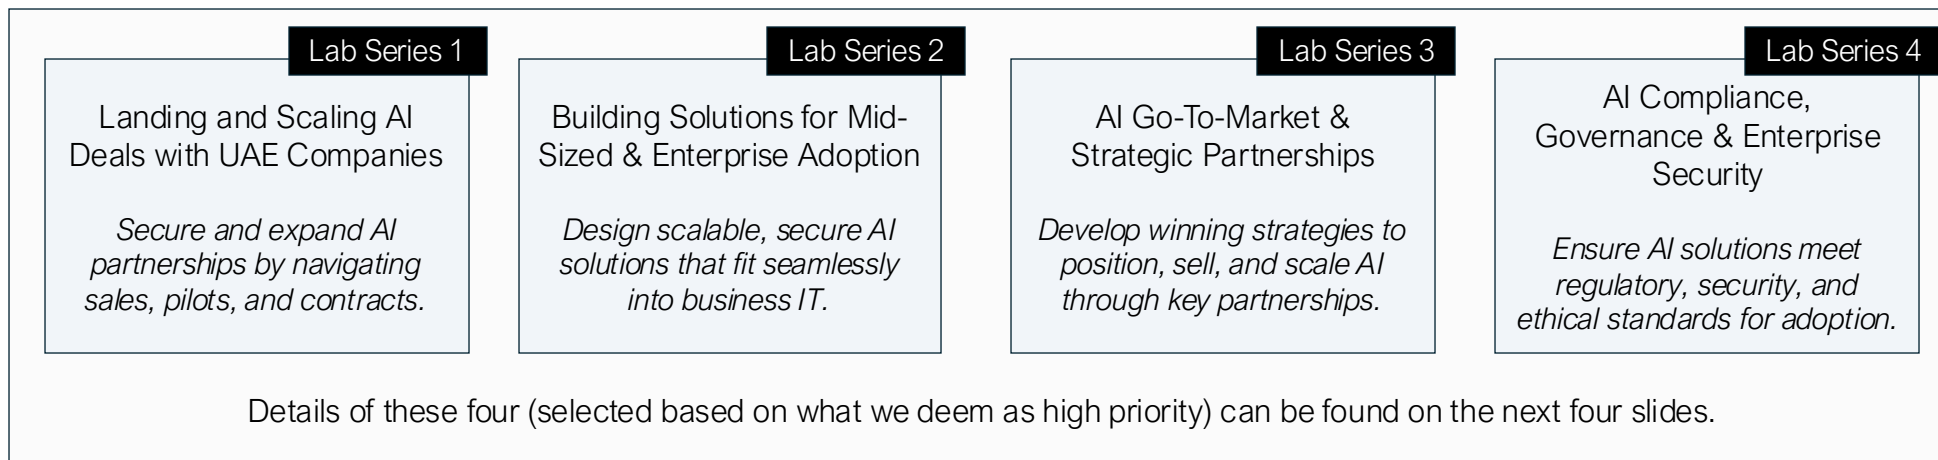 Lab Series 1
Landing and Scaling AI
Deals with UAE Companies
Secure and expand AI
partnerships by navigating
sales, pilots, and contracts.
Lab Series 2
Building Solutions for Mid-
Sized & Enterprise Adoption
Design scalable, secure AI
solutions that fit seamlessly
into business IT.
Lab Series 3
AI Go-To-Market &
Strategic Partnerships
Develop winning strategies to
position, sell, and scale AI
through key partnerships.
Lab Series 4
AI Compliance,
Governance & Enterprise
Security
Ensure AI solutions meet
regulatory, security, and
ethical standards for adoption.
Details of these four (selected based on what we deem as high priority) can be found on the next four slides.